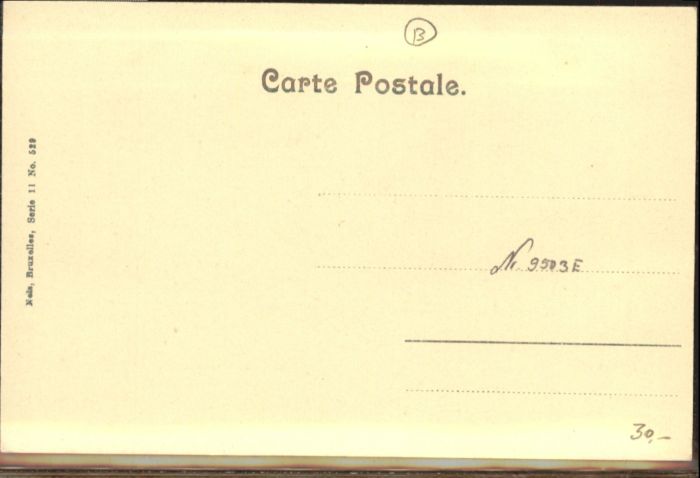 B
Carte Postale.
Nels, Bruxelles, Serie 11 No. 529
Nr 9503E
30,-